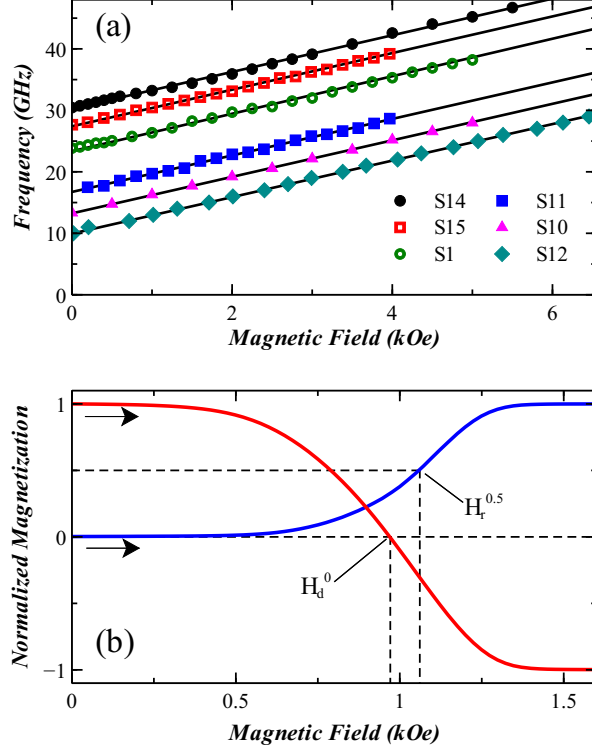 (a)
Frequency (GHz)
40
30
20
10
0
S14
S11
S15
S10
S1
S12
0
2
4
6
Magnetic Field (kOe)
Normalized Magnetization
1
0
−1
H_r^0.5
H_d^0
(b)
0
0.5
1
1.5
Magnetic Field (kOe)